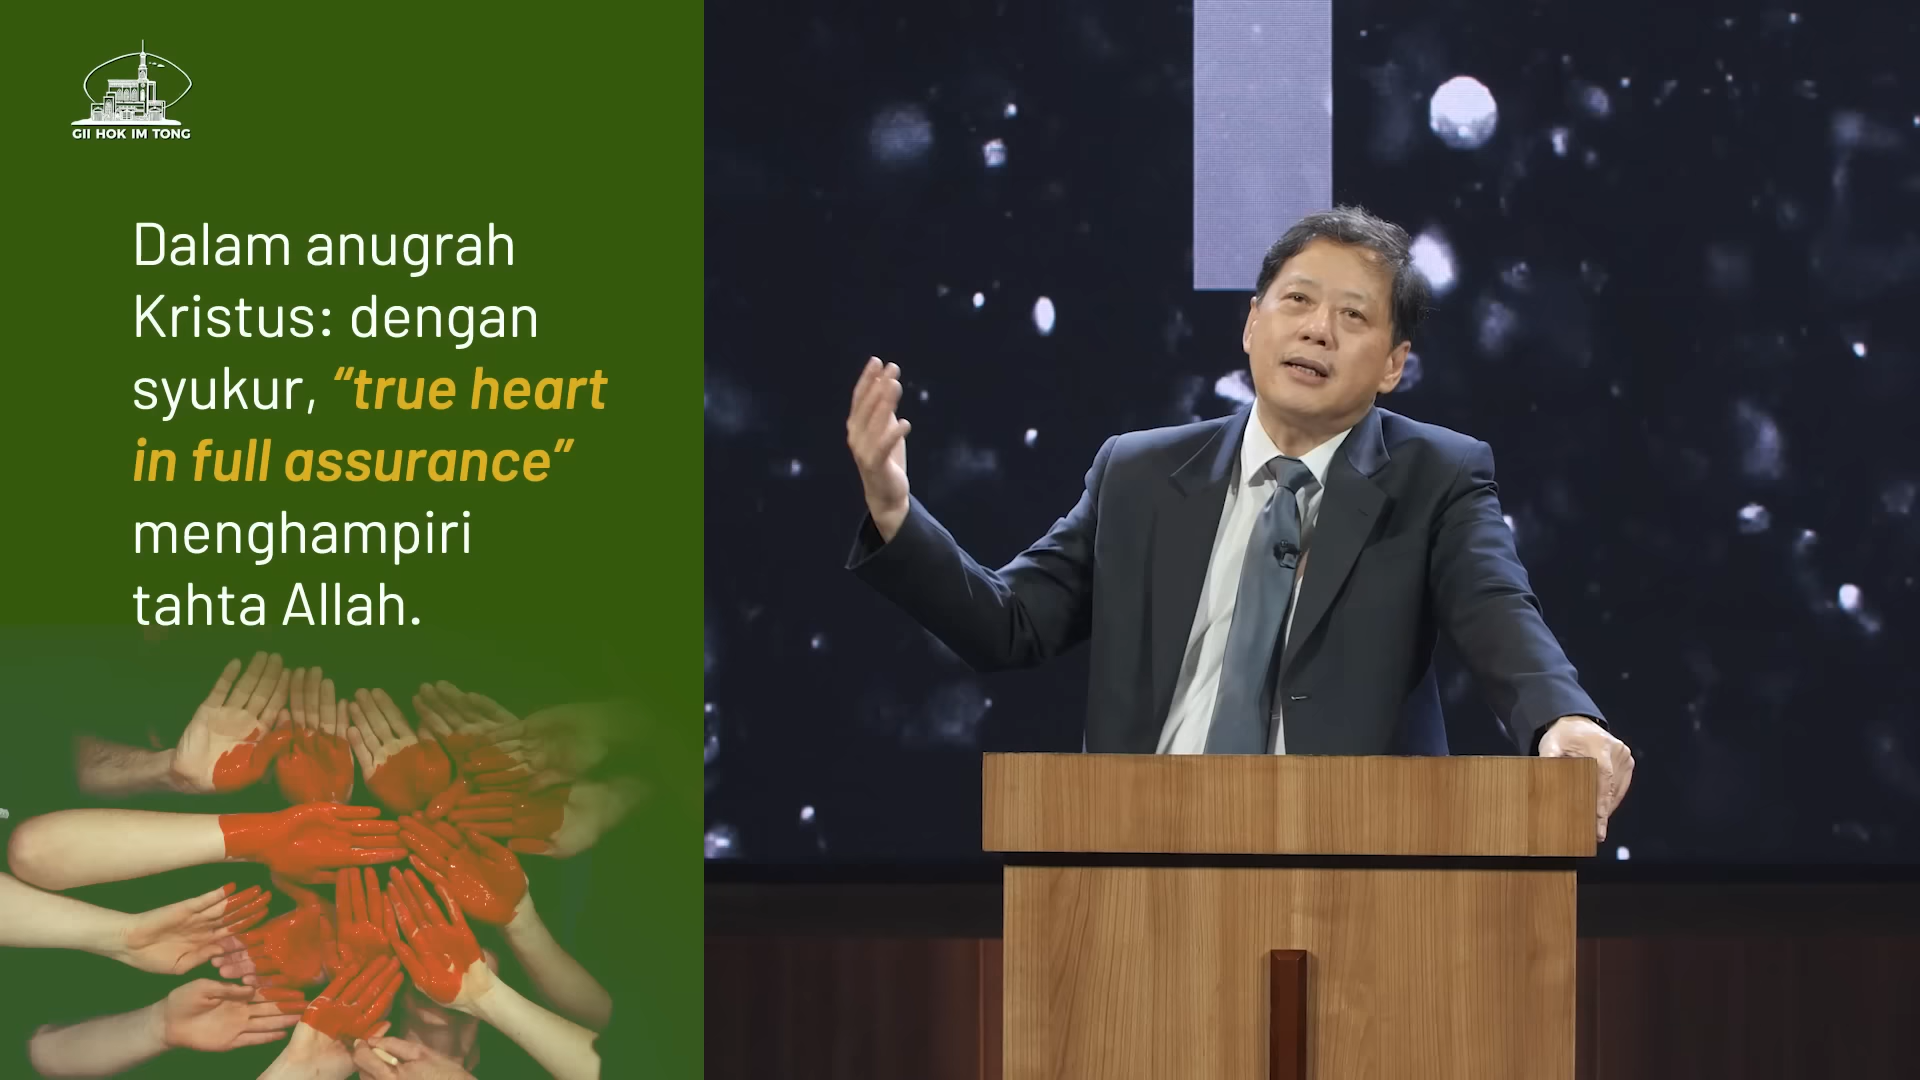 GII HOK IM TONG
Dalam anugrah
Kristus: dengan
syukur, “true heart
in full assurance”
menghampiri
tahta Allah.